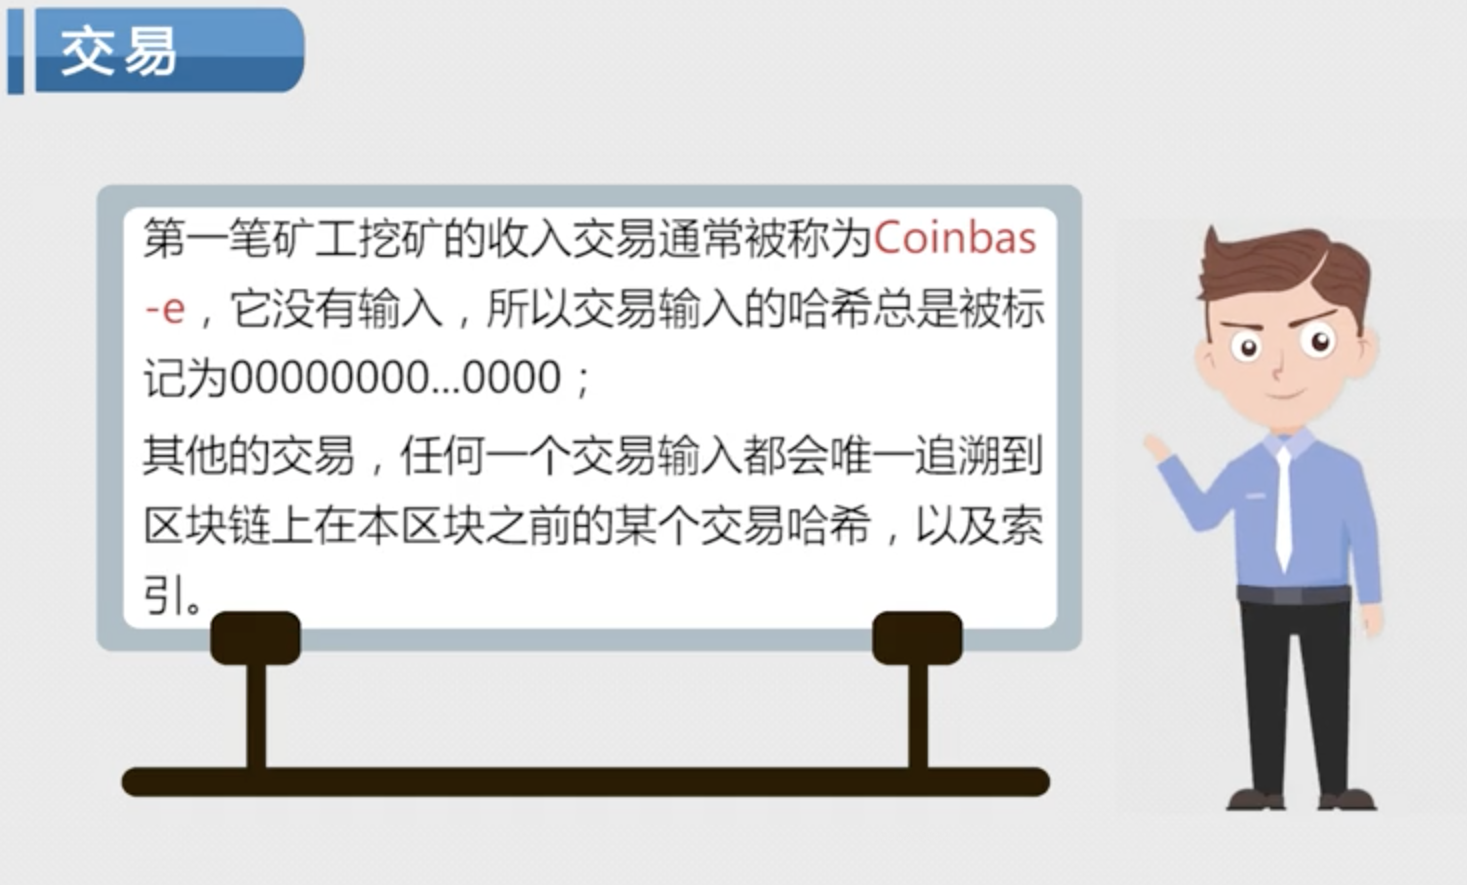 交易
第一笔矿工挖矿的收入交易通常被称为Coinbas
-e，它没有输入，所以交易输入的哈希总是被标
记为00000000...0000；
其他的交易，任何一个交易输入都会唯一追溯到
区块链上在本区块之前的某个交易哈希，以及索
引。